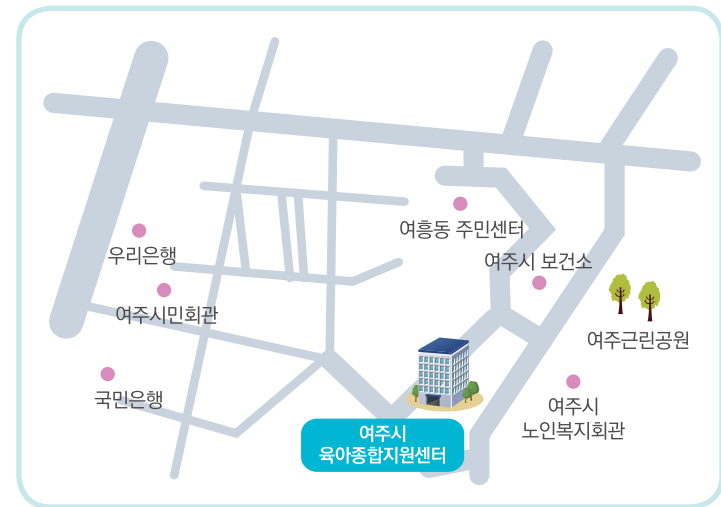 여흥동 주민센터
우리은행
여주시 보건소
여주시민회관
여주근린공원
국민은행
여주시
노인복지회관
여주시
육아종합지원센터